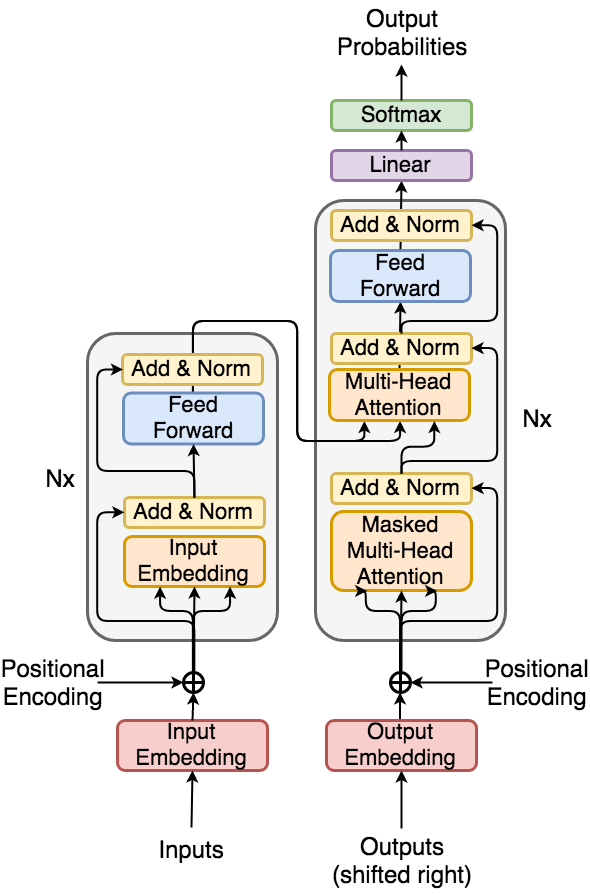 Output
Probabilities
Softmax
Linear
Add & Norm
Feed
Forward
Add & Norm
Multi-Head
Attention
Nx
Add & Norm
Masked
Multi-Head
Attention
Add & Norm
Feed
Forward
Nx
Add & Norm
Input
Embedding
Positional
Encoding
Positional
Encoding
Input
Embedding
Output
Embedding
Inputs
Outputs
(shifted right)